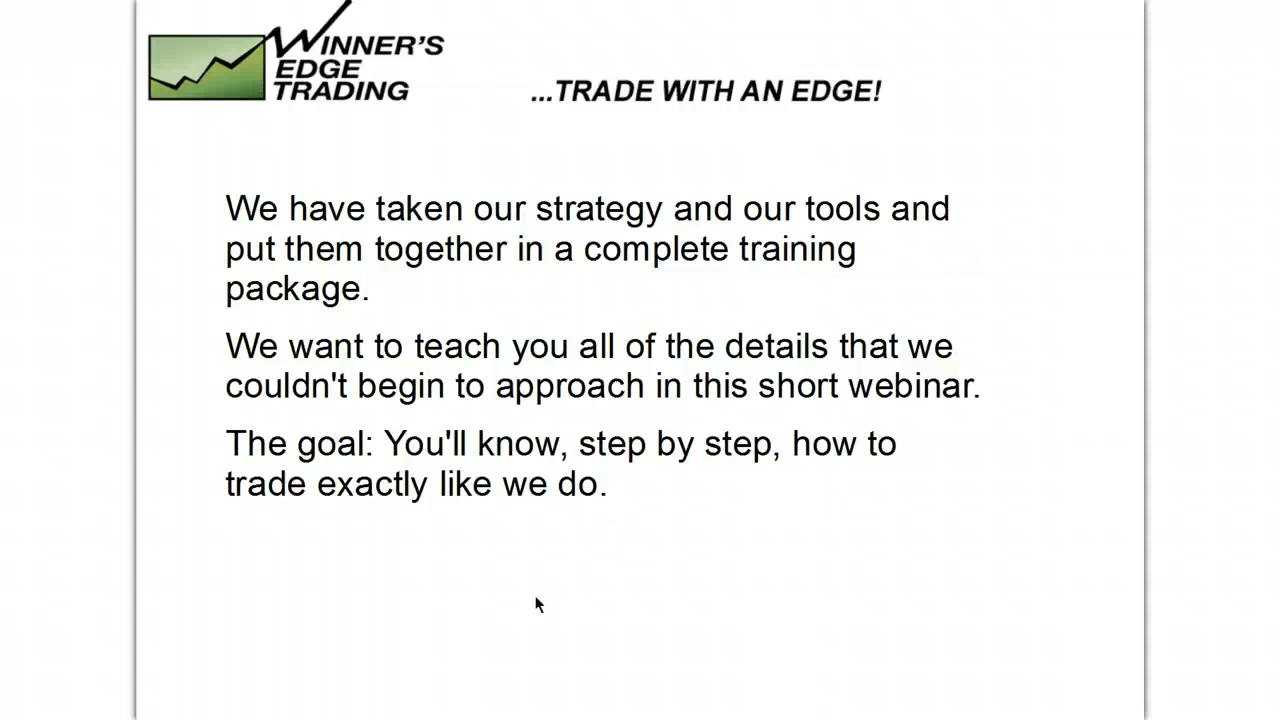 WINNER'S
EDGE
TRADING
...TRADE WITH AN EDGE!
We have taken our strategy and our tools and
put them together in a complete training
package.
We want to teach you all of the details that we
couldn't begin to approach in this short webinar.
The goal: You'll know, step by step, how to
trade exactly like we do.